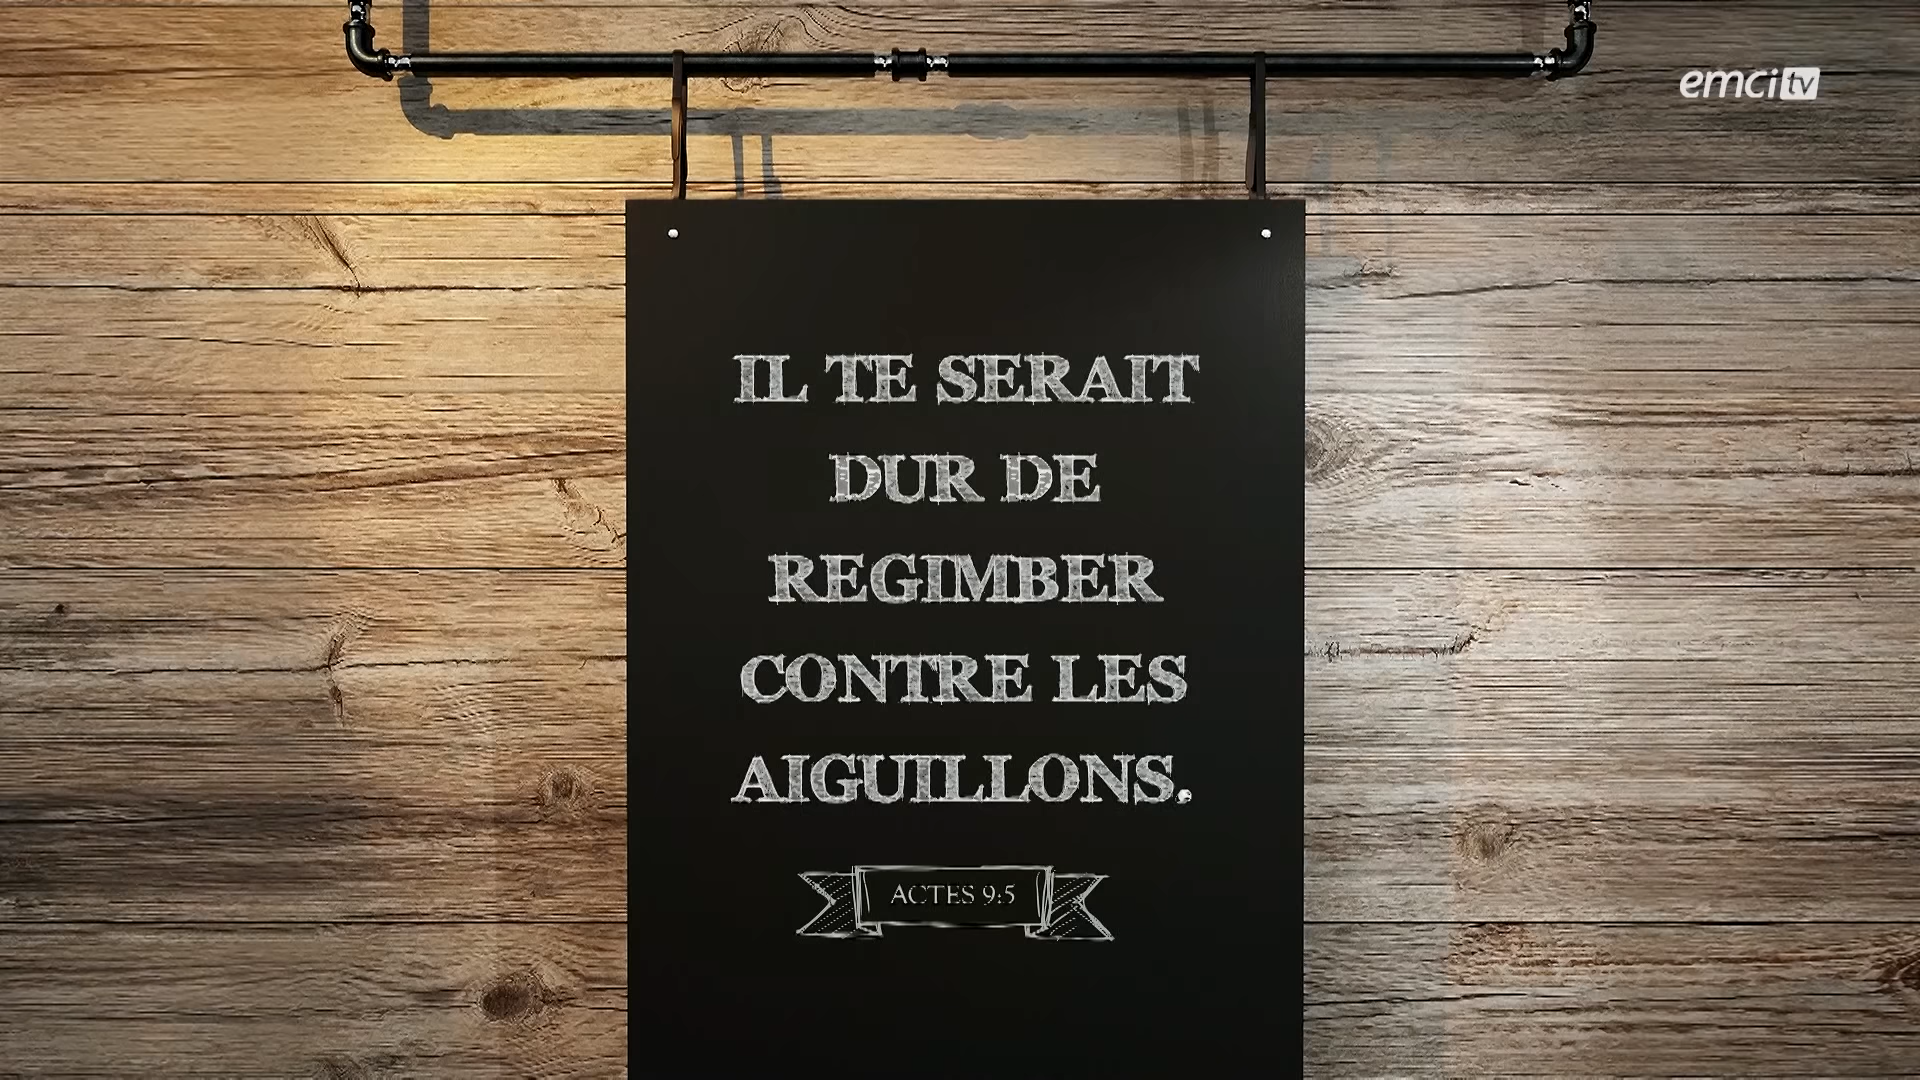 emci tv
IL TE SERAIT
DUR DE
REGIMBER
CONTRE LES
AIGUILLONS.
ACTES 9:5